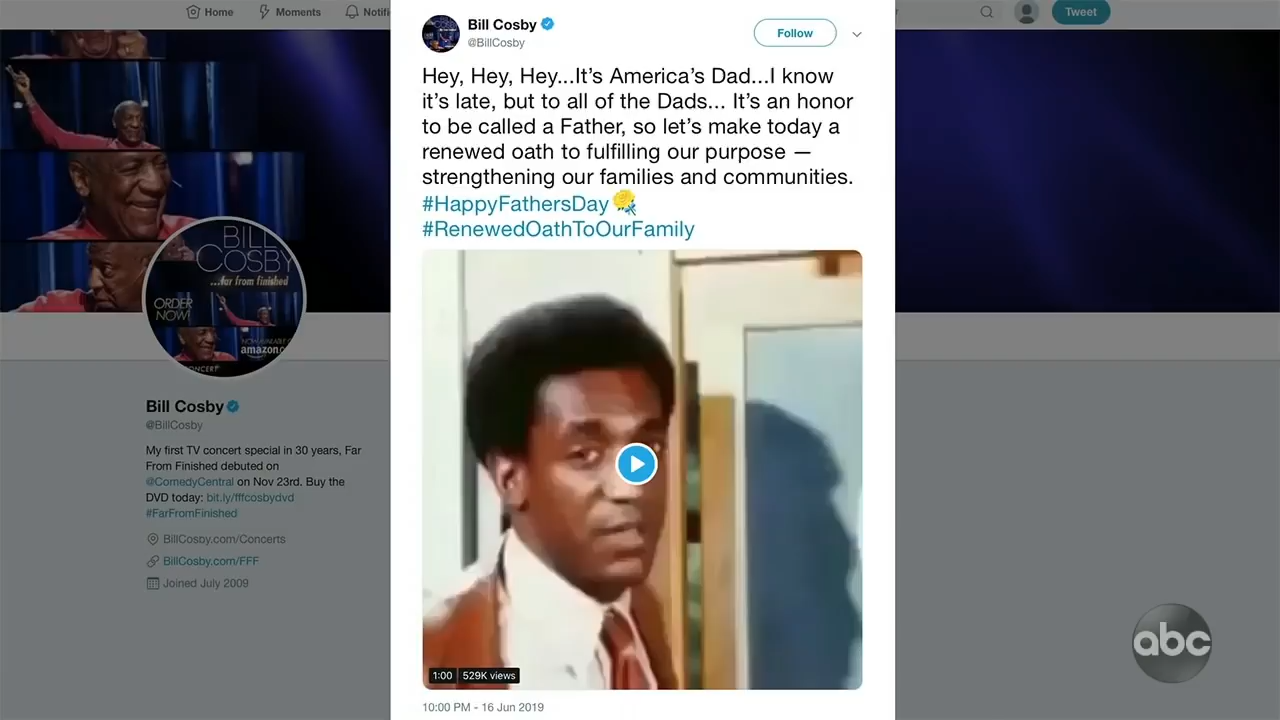 Home
Moments
Notifi
Tweet
Bill Cosby
@BillCosby
Follow
Hey, Hey, Hey...It’s America’s Dad...I know
it’s late, but to all of the Dads... It’s an honor
to be called a Father, so let’s make today a
renewed oath to fulfilling our purpose —
strengthening our families and communities.
#HappyFathersDay
#RenewedOathToOurFamily
1:00 529K views
10:00 PM - 16 Jun 2019
BILL
COSBY
...far from finished
ORDER
NOW!
amazon
Bill Cosby
@BillCosby
My first TV concert special in 30 years, Far
From Finished debuted on
@ComedyCentral on Nov 23rd. Buy the
DVD today: bit.ly/fffcosbydvd
#FarFromFinished
BillCosby.com/Concerts
BillCosby.com/FFF
Joined July 2009
abc